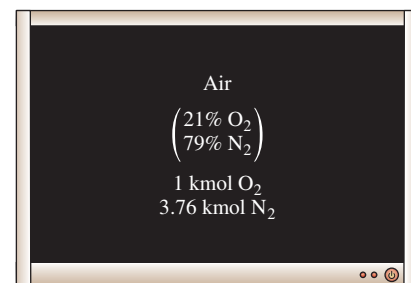 Air
21% O₂
79% N₂
1 kmol O₂
3.76 kmol N₂